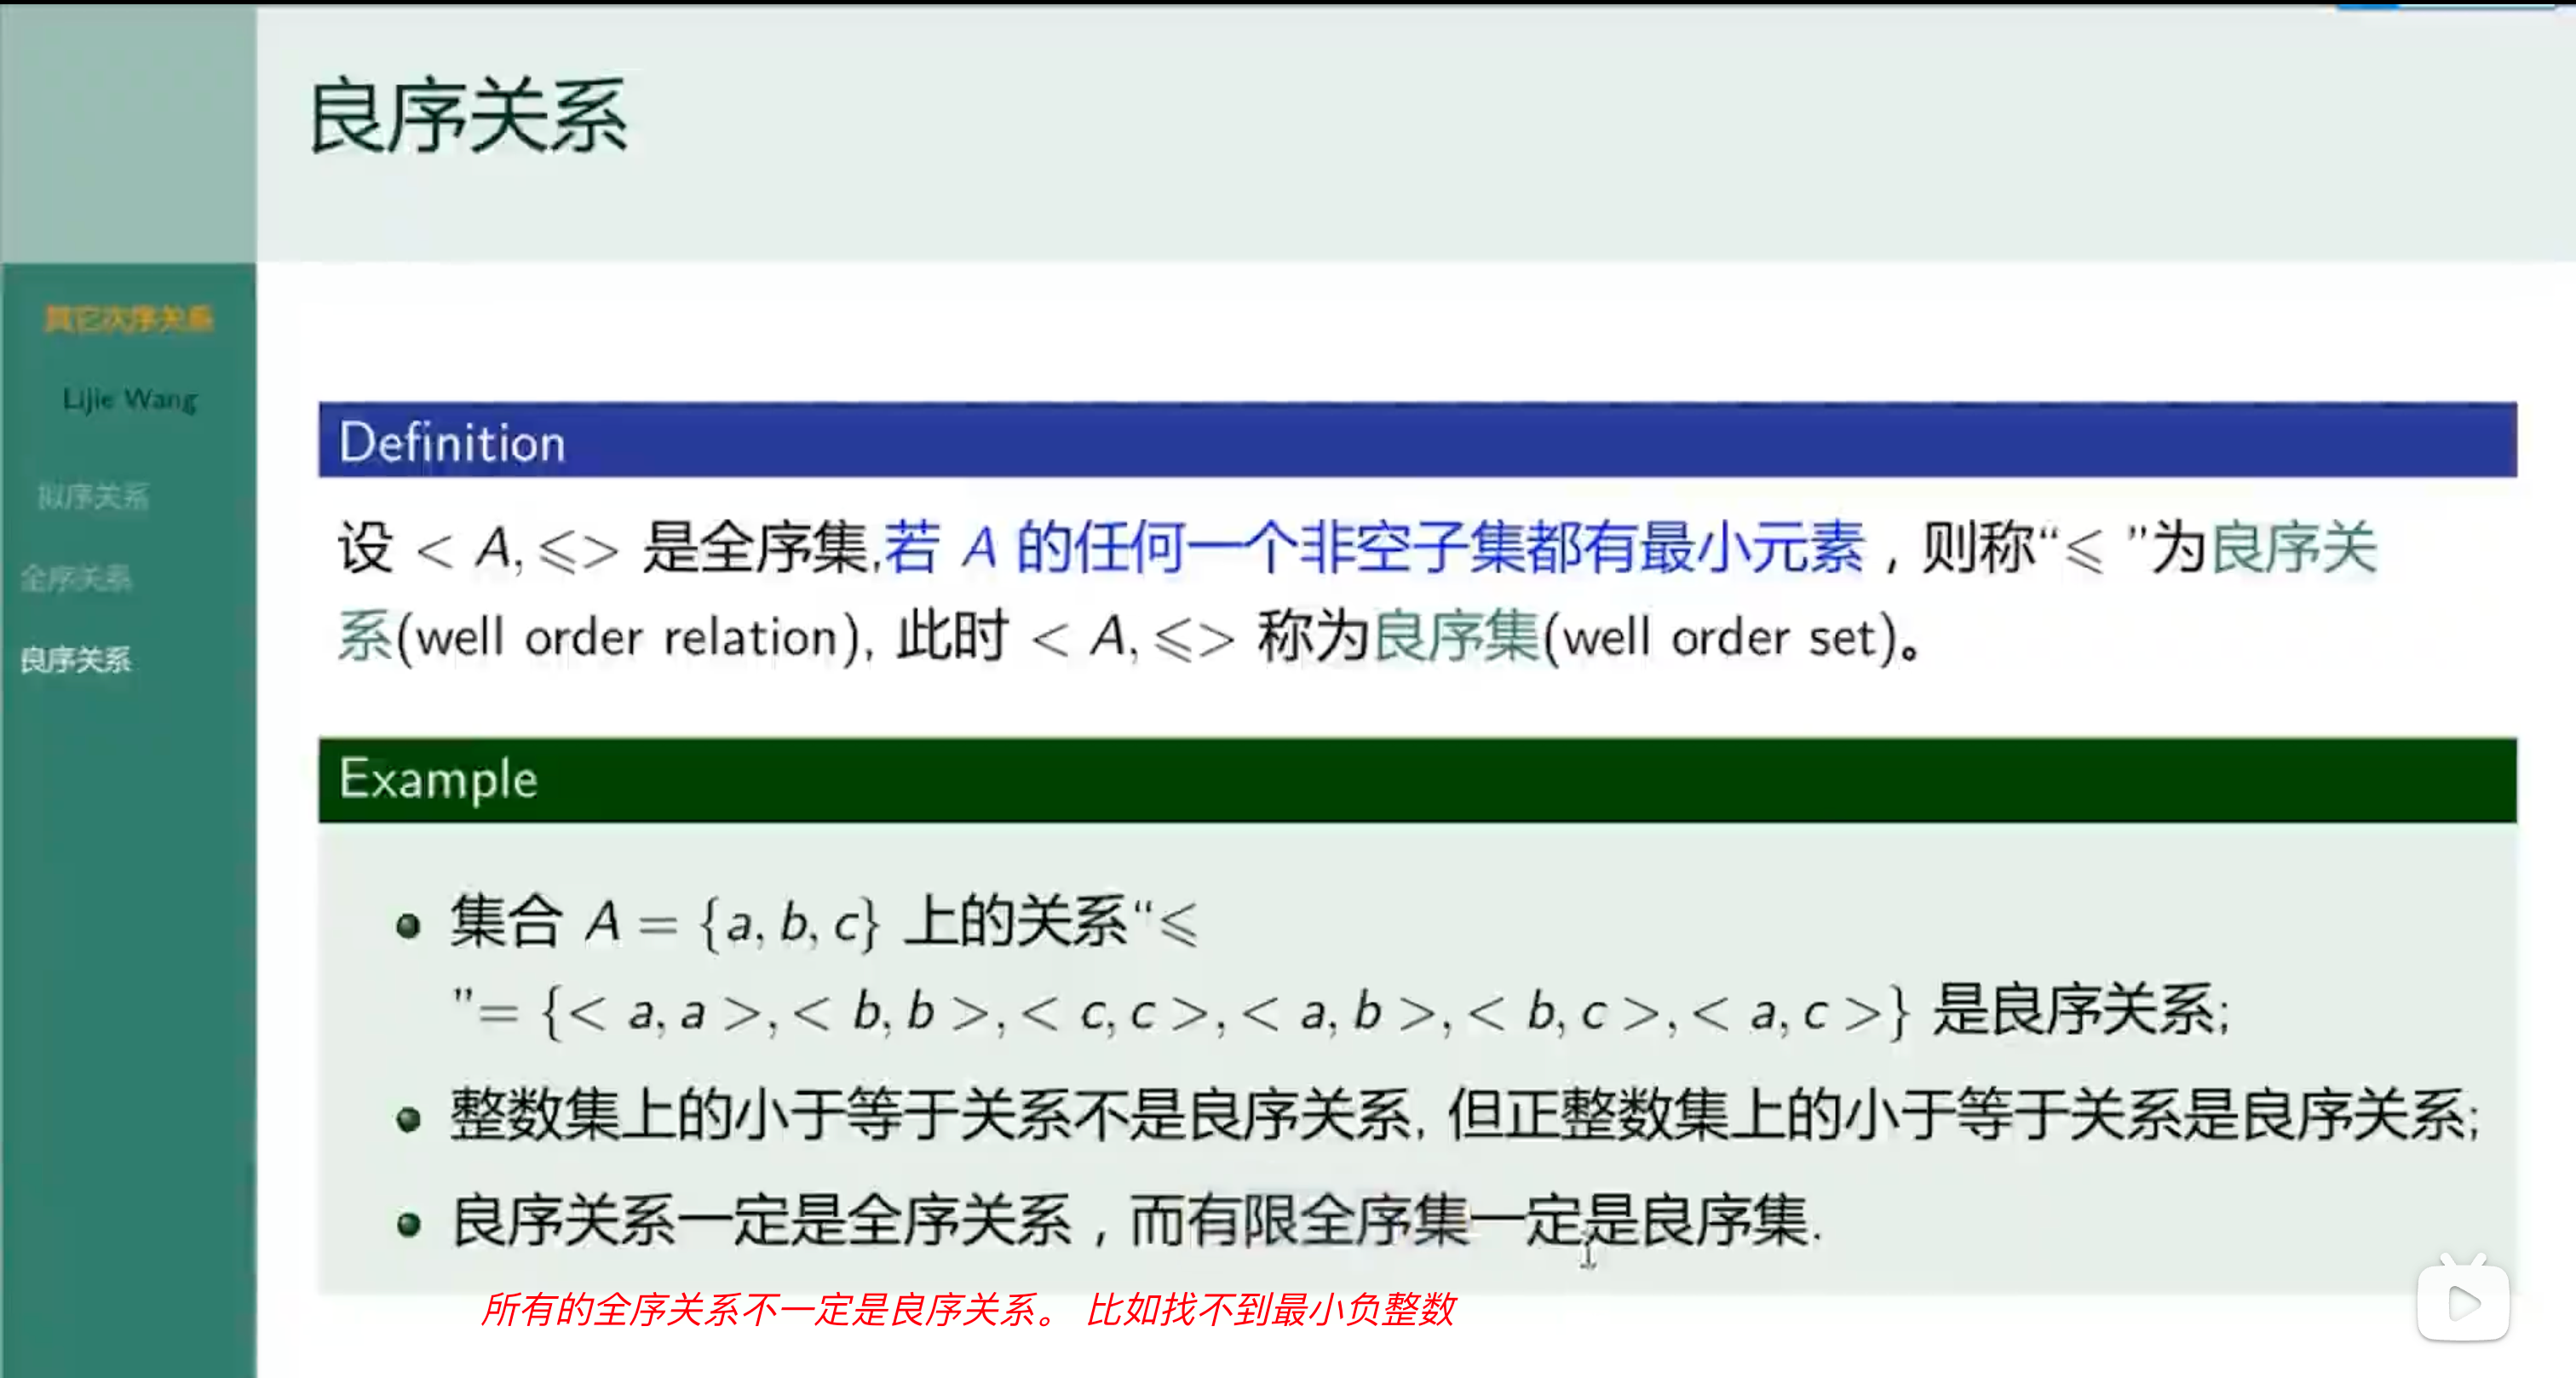 良序关系
其它次序关系
Lijie Wang
拟序关系
全序关系
良序关系
Definition
设 < A, ⩽> 是全序集,若 A 的任何一个非空子集都有最小元素，则称“⩽ ”为良序关
系(well order relation), 此时 < A, ⩽> 称为良序集(well order set)。
Example
集合 A = {a, b, c} 上的关系“⩽
”= {< a, a >, < b, b >, < c, c >, < a, b >, < b, c >, < a, c >} 是良序关系;
整数集上的小于等于关系不是良序关系, 但正整数集上的小于等于关系是良序关系;
良序关系一定是全序关系，而有限全序集一定是良序集.
所有的全序关系不一定是良序关系。 比如找不到最小负整数